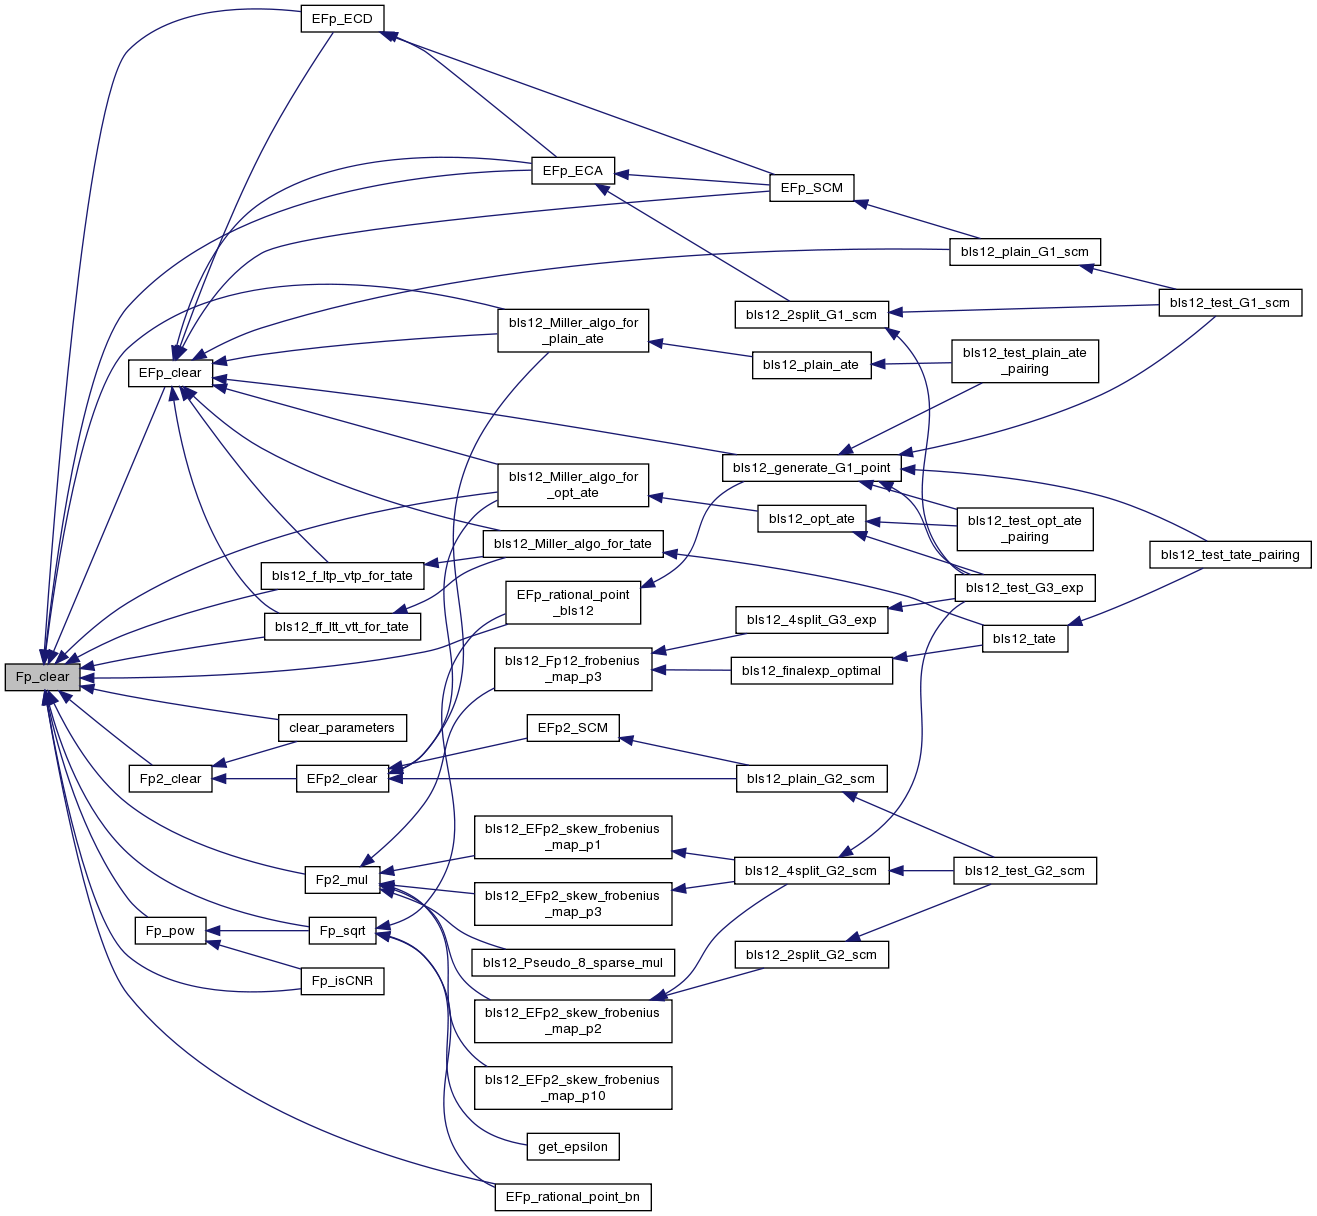 EFp_ECD
EFp_ECA
EFp_SCM
bls12_plain_G1_scm
bls12_2split_G1_scm
bls12_test_G1_scm
bls12_Miller_algo_for
_plain_ate
bls12_plain_ate
bls12_test_plain_ate
_pairing
EFp_clear
bls12_generate_G1_point
bls12_Miller_algo_for
_opt_ate
bls12_opt_ate
bls12_test_opt_ate
_pairing
bls12_Miller_algo_for_tate
bls12_test_tate_pairing
bls12_f_ltp_vtp_for_tate
EFp_rational_point
_bls12
bls12_test_G3_exp
bls12_ff_ltt_vtt_for_tate
bls12_4split_G3_exp
bls12_tate
Fp_clear
bls12_Fp12_frobenius
_map_p3
bls12_finalexp_optimal
clear_parameters
EFp2_SCM
Fp2_clear
EFp2_clear
bls12_plain_G2_scm
bls12_EFp2_skew_frobenius
_map_p1
Fp2_mul
bls12_4split_G2_scm
bls12_test_G2_scm
bls12_EFp2_skew_frobenius
_map_p3
Fp_pow
Fp_sqrt
bls12_2split_G2_scm
bls12_Pseudo_8_sparse_mul
Fp_isCNR
bls12_EFp2_skew_frobenius
_map_p2
bls12_EFp2_skew_frobenius
_map_p10
get_epsilon
EFp_rational_point_bn